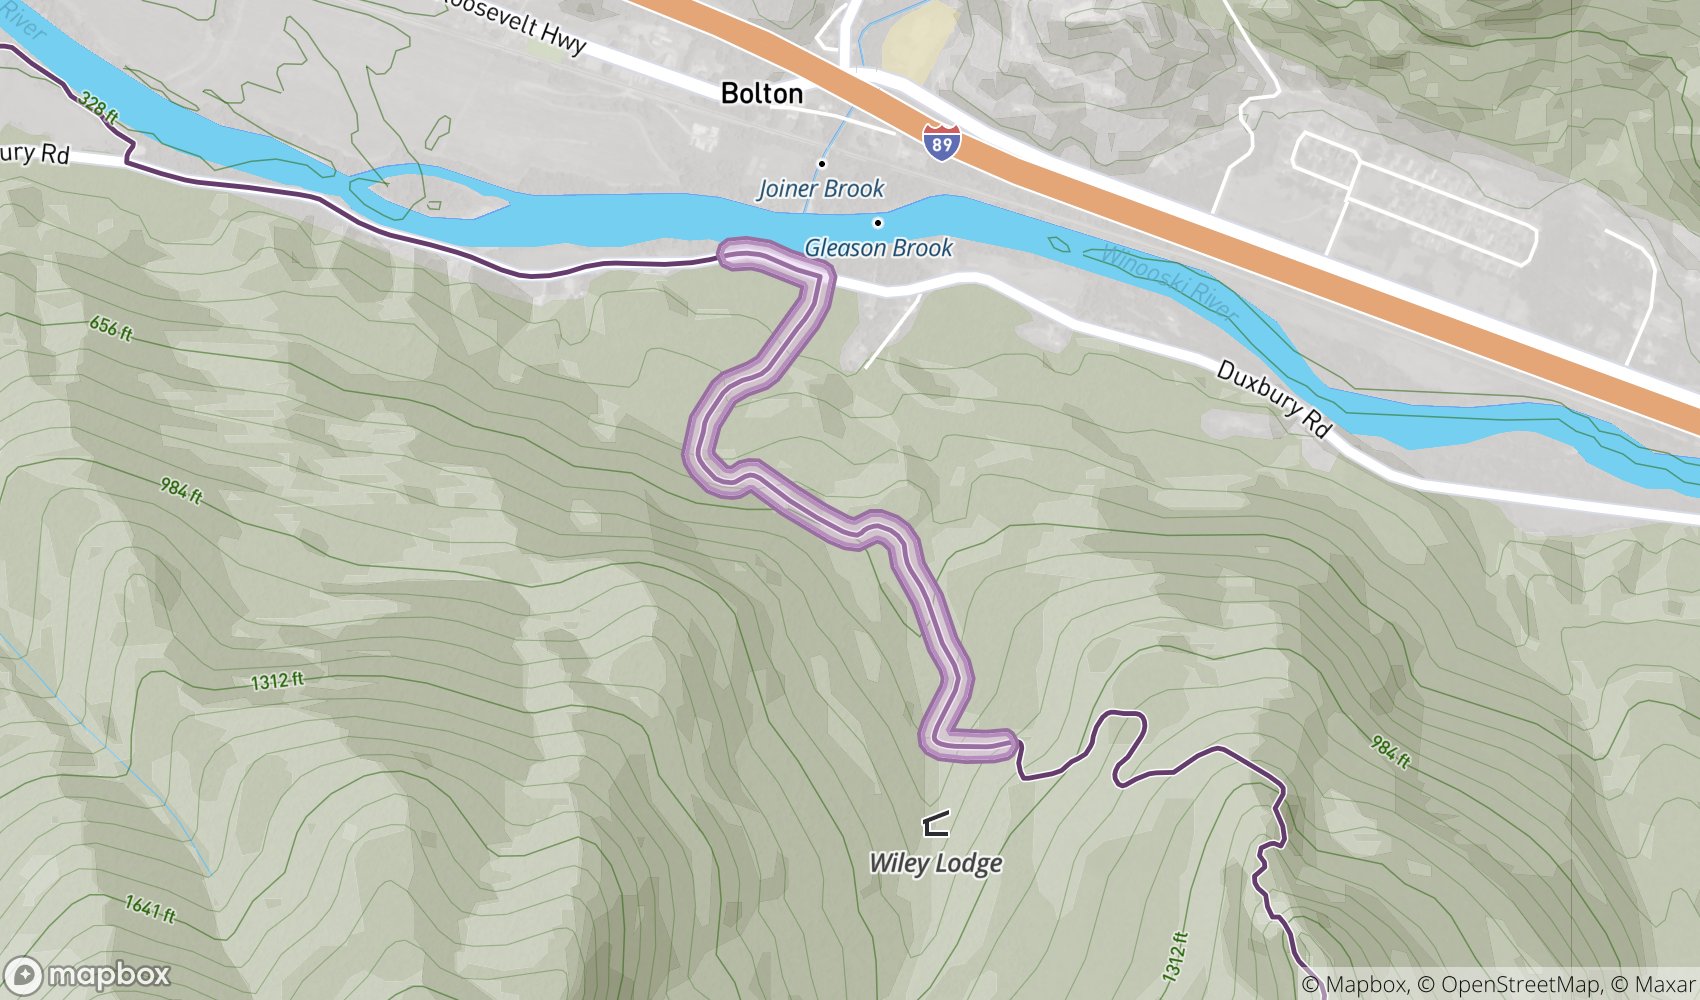 River
Roosevelt Hwy
Bolton
328 ft
ury Rd
89
Joiner Brook
Gleason Brook
Winooski River
656 ft
Duxbury Rd
984 ft
1312 ft
984 ft
Wiley Lodge
1641 ft
1312 ft
mapbox
© Mapbox, © OpenStreetMap, © Maxar